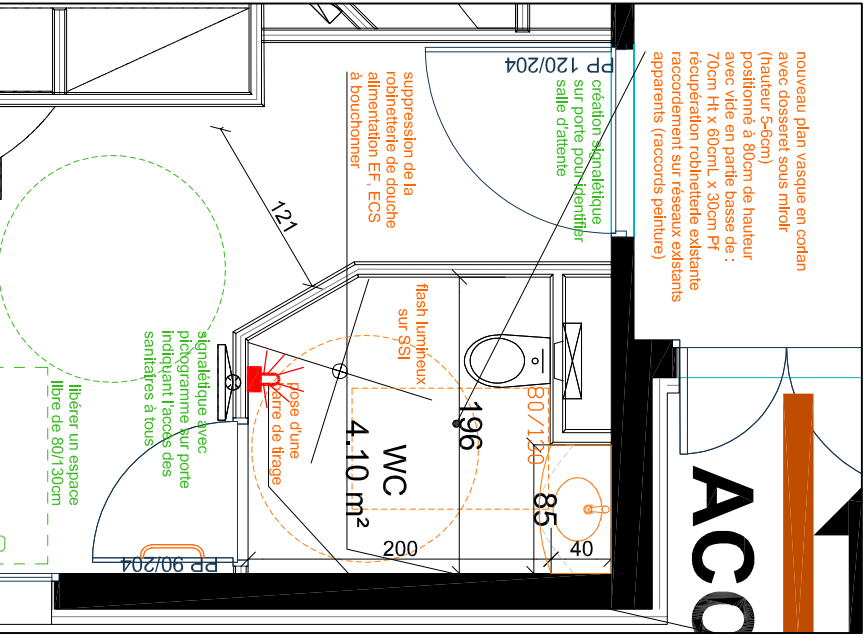 nouveau plan vasque en corian
avec dosseret sous miroir
(hauteur 5-6cm)
positionné à 80cm de hauteur
avec vide en partie basse de :
70cm Ht x 60cmL x 30cm Pf
récupération robinetterie existante
raccordement sur réseaux existants
apparents (raccords peinture)
PP 120/204
création signalétique
sur porte pour identifier
salle d'attente
suppression de la
robinetterie de douche
alimentation EF, ECS
à bouchonner
121
flash lumineux
sur SSI
80/130
196
85
40
200
WC
4.10 m²
pose d'une
barre de tirage
signalétique avec
pictogramme sur porte
indiquant l'accès des
sanitaires à tous
libérer un espace
libre de 80/130cm
PP 90/204
ACC